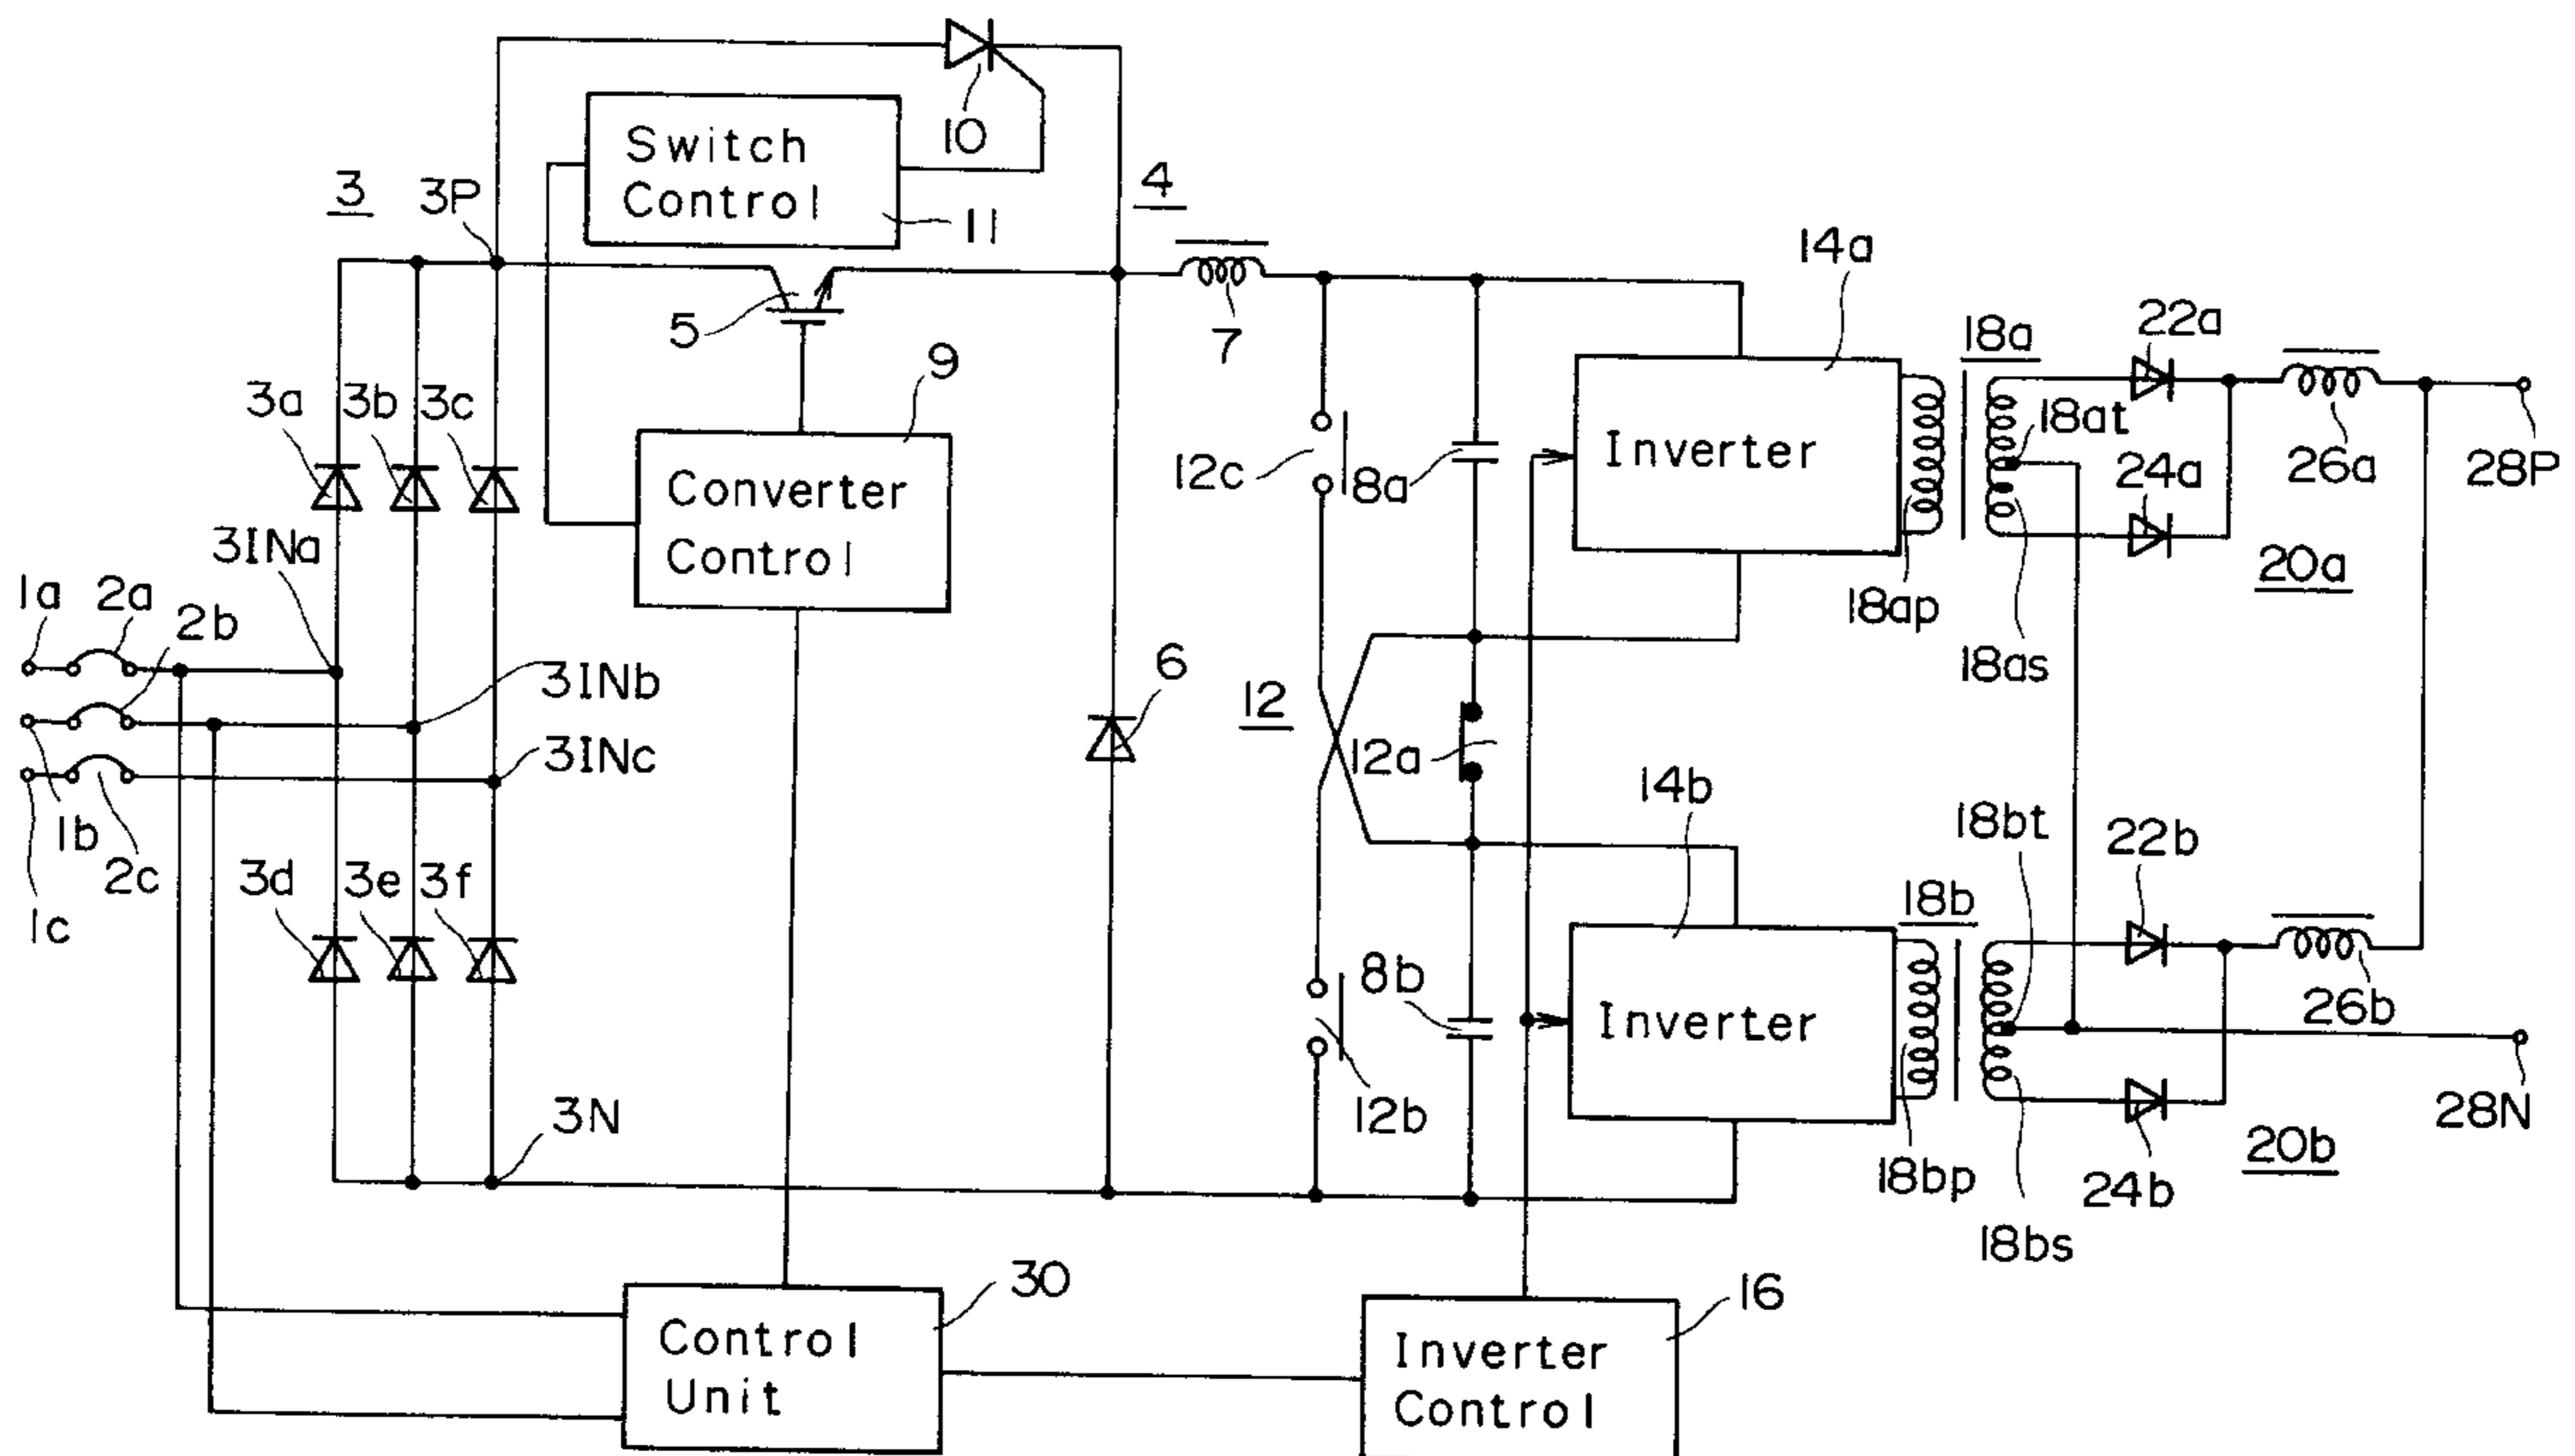 10
Switch
Control
11
3
3P
4
5
7
14a
9
3a
3b
3c
Converter
Control
12c
8a
Inverter
18a
22a
18at
24a
26a
28P
18ap
18as
20a
3INa
1a
2a
2b
3INb
3INc
1b
2c
1c
6
12
12a
14b
3d
3e
3f
18bt
22b
18b
8b
Inverter
26b
12b
3N
18bp
18bs
24b
20b
28N
30
Control
Unit
16
Inverter
Control